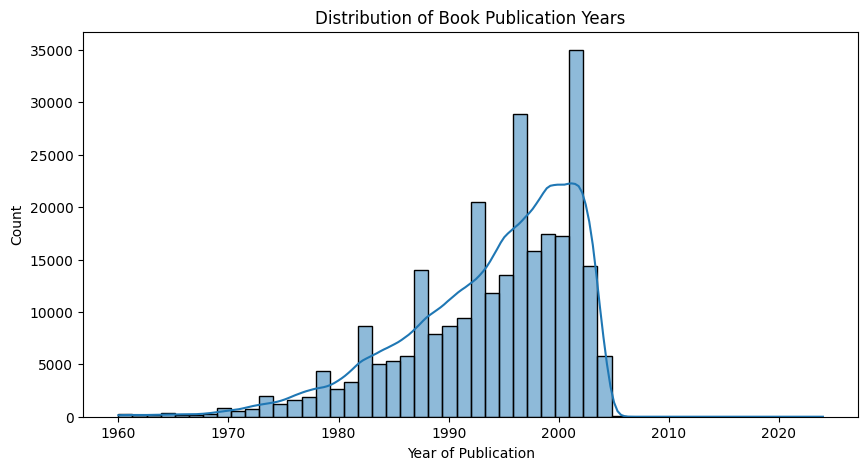 Distribution of Book Publication Years
35000
30000
25000
20000
15000
10000
5000
0
Count
1960 1970 1980 1990 2000 2010 2020
Year of Publication